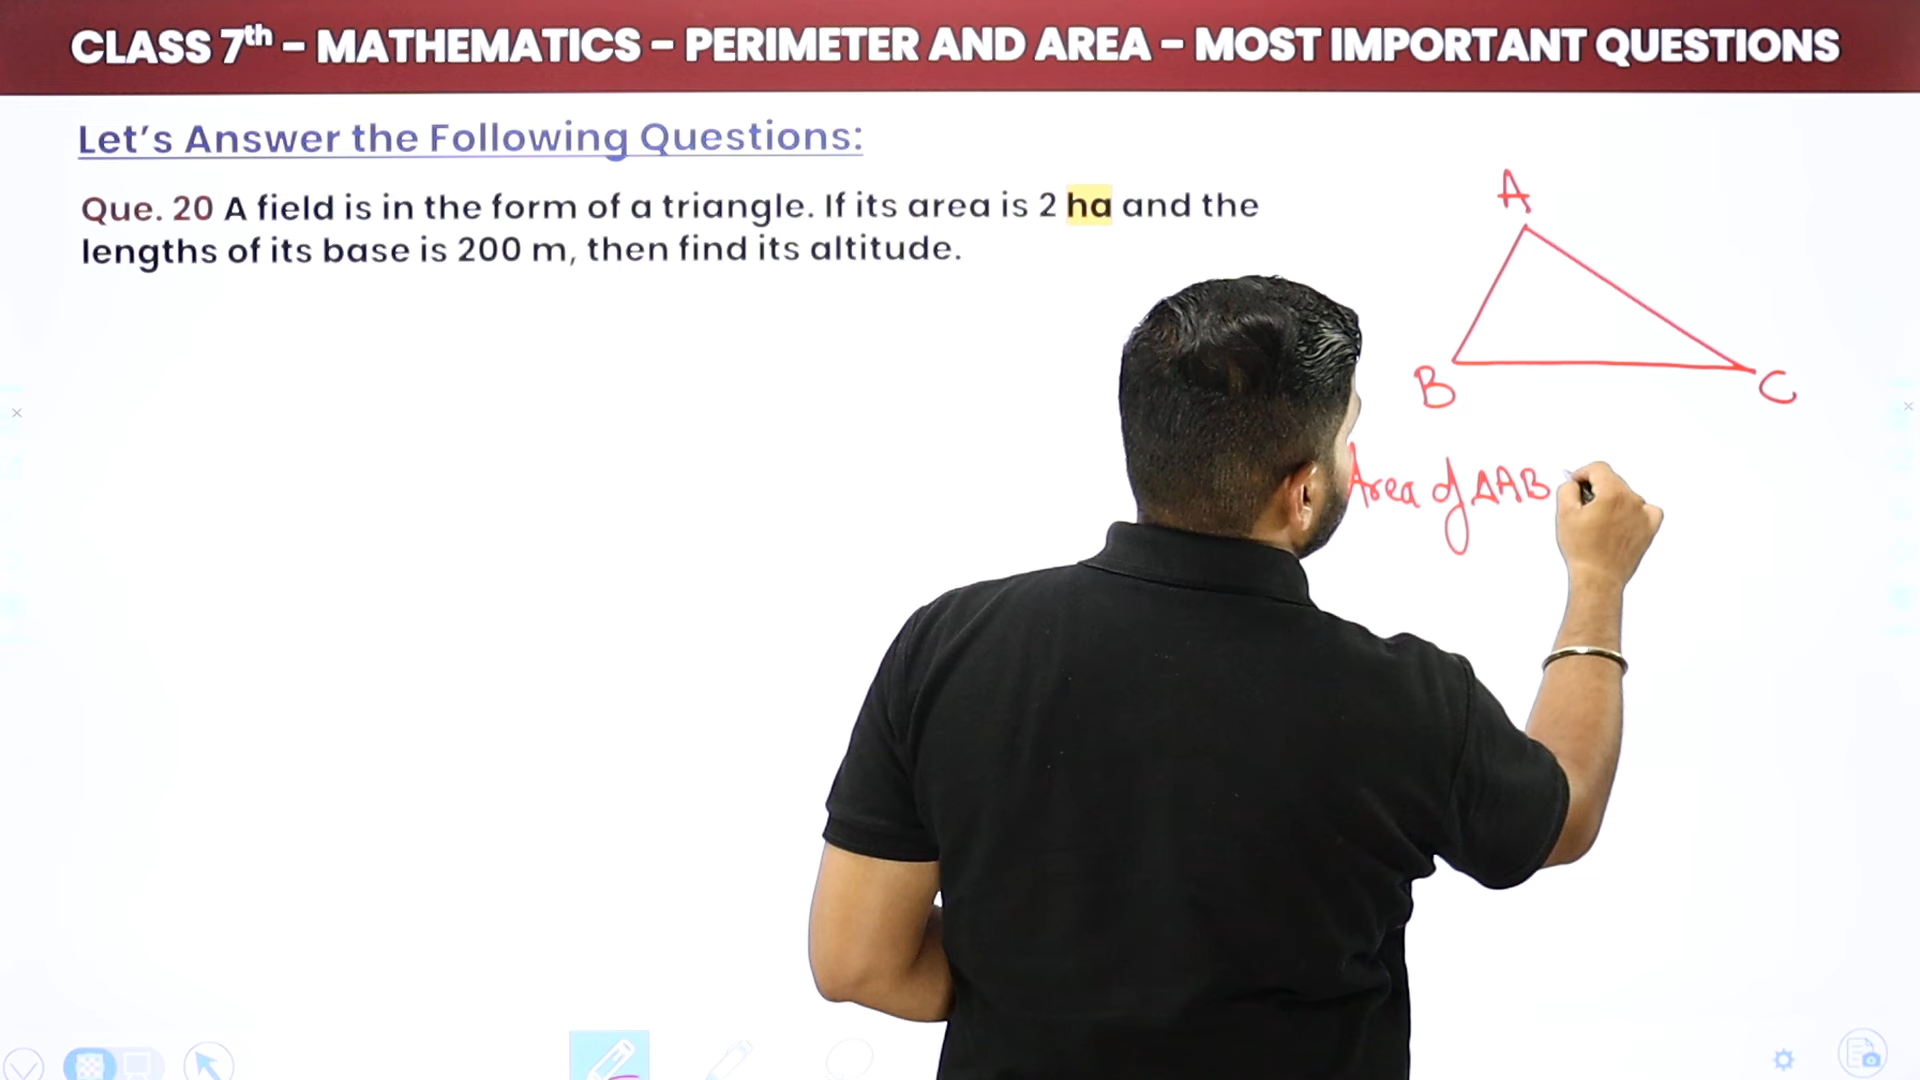 CLASS 7th – MATHEMATICS – PERIMETER AND AREA – MOST IMPORTANT QUESTIONS
Let's Answer the Following Questions:
Que. 20 A field is in the form of a triangle. If its area is 2 ha and the
lengths of its base is 200 m, then find its altitude.
A
B
C
Area of ΔAB